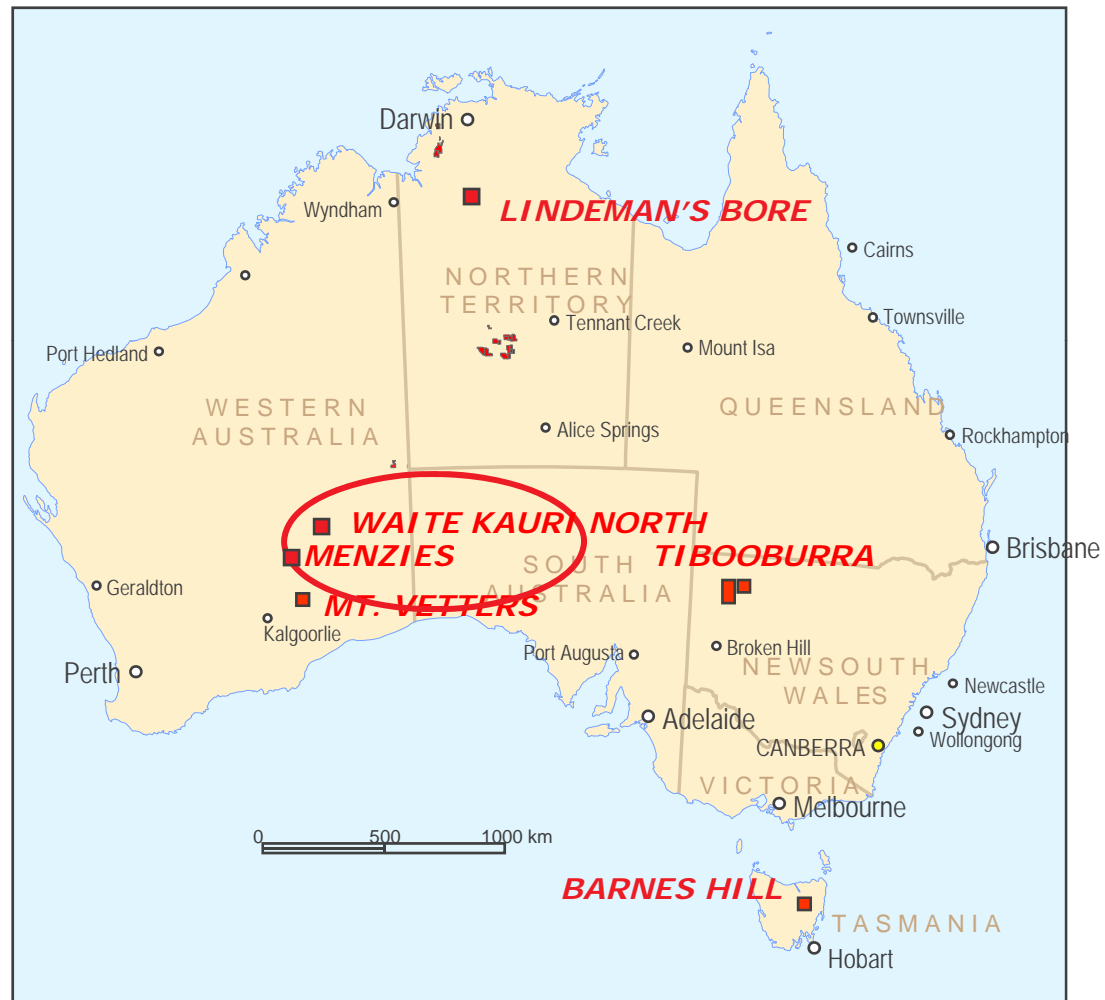 Darwin
Wyndham
LINDEMAN'S BORE
Cairns
NORTHERN
TERRITORY
Tennant Creek
Townsville
Port Hedland
Mount Isa
WESTERN
AUSTRALIA
QUEENSLAND
Alice Springs
Rockhampton
WAITE KAURI NORTH
MENZIES
TIBOOBURRA
Brisbane
SOUTH
AUSTRALIA
Geraldton
MT. VETTERS
Kalgoorlie
Port Augusta
Broken Hill
Perth
NEWSOUTH
WALES
Newcastle
Adelaide
Sydney
Wollongong
CANBERRA
VICTORIA
Melbourne
0 500 1000 km
BARNES HILL
TASMANIA
Hobart